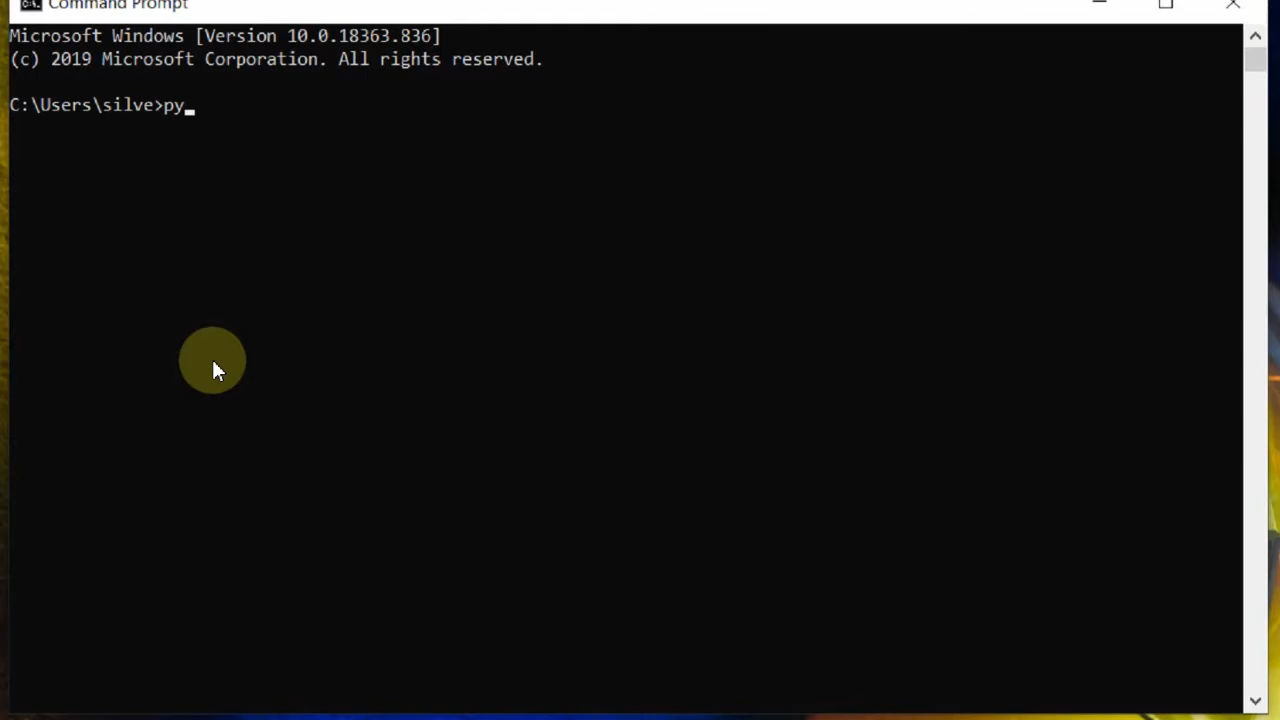 Command Prompt
Microsoft Windows [Version 10.0.18363.836]
(c) 2019 Microsoft Corporation. All rights reserved.
C:\Users\silve>py